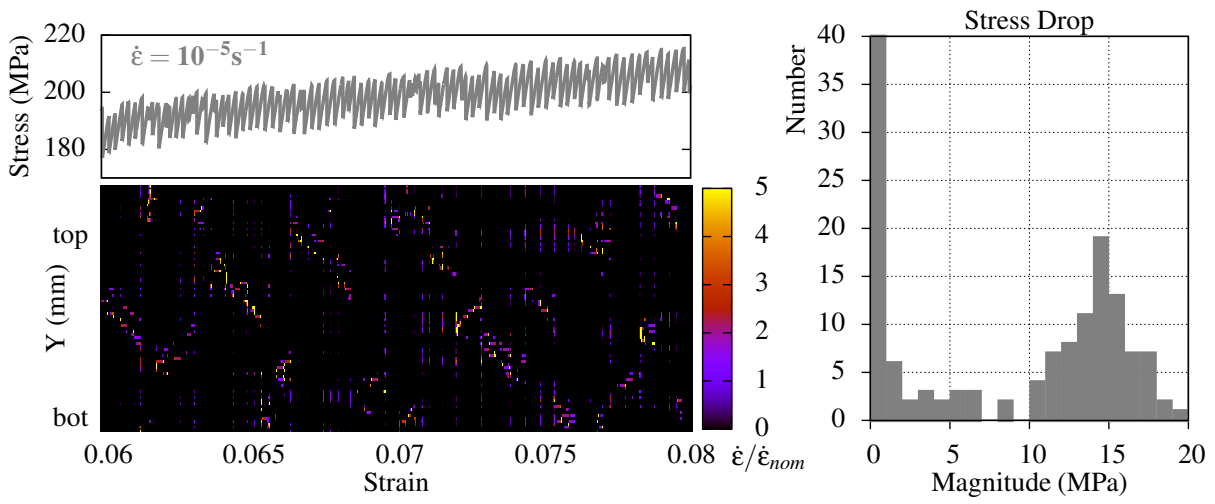 Stress (MPa)
220
200
180
ε̇ = 10⁻⁵s⁻¹
Y (mm)
top
bot
0.06
0.065
0.07
0.075
0.08
Strain
5
4
3
2
1
0
ε̇/ε̇nom
Stress Drop
Number
40
35
30
25
20
15
10
5
0
0
5
10
15
20
Magnitude (MPa)